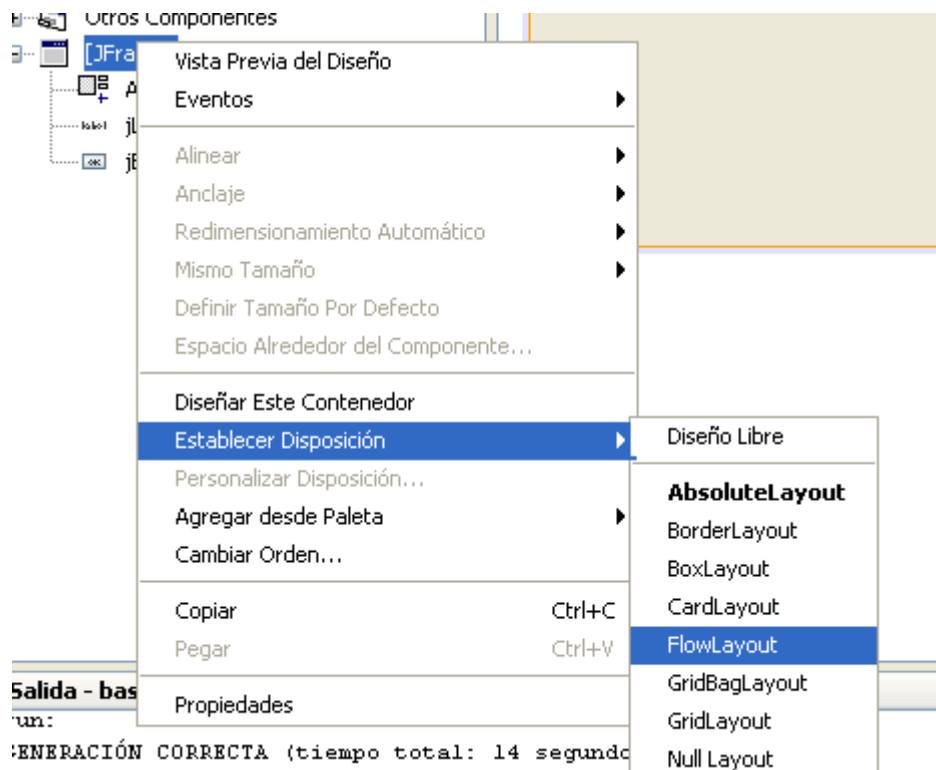 Otros Componentes
[JFra
A
jL
Vista Previa del Diseño
Eventos
Alinear
Anclaje
Redimensionamiento Automático
Mismo Tamaño
Definir Tamaño Por Defecto
Espacio Alrededor del Componente...
Diseñar Este Contenedor
Establecer Disposición
Personalizar Disposición...
Agregar desde Paleta
Cambiar Orden...
Copiar Ctrl+C
Pegar Ctrl+V
Propiedades
Diseño Libre
AbsoluteLayout
BorderLayout
BoxLayout
CardLayout
FlowLayout
GridBagLayout
GridLayout
Null Layout
Salida - bas
run:
GENERACIÓN CORRECTA (tiempo total: 14 segundo